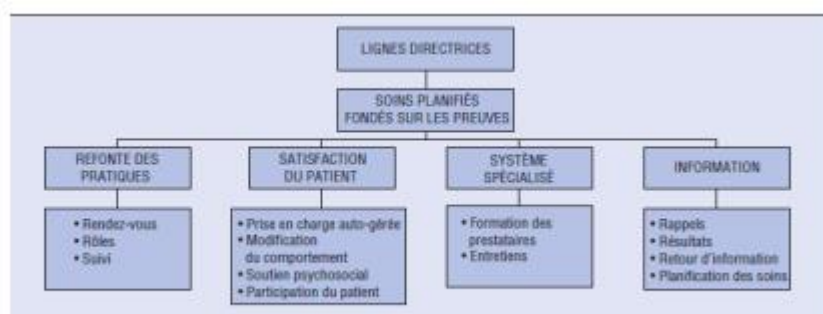 LIGNES DIRECTRICES
SOINS PLANIFIÉS
FONDÉS SUR LES PREUVES
REFONTE DES
PRATIQUES
• Rendez-vous
• Rôles
• Suivi
SATISFACTION
DU PATIENT
• Prise en charge auto-gérée
• Modification
du comportement
• Soutien psychosocial
• Participation du patient
SYSTÈME
SPÉCIALISÉ
• Formation des
prestataires
• Entretiens
INFORMATION
• Rappels
• Résultats
• Retour d'information
• Planification des soins